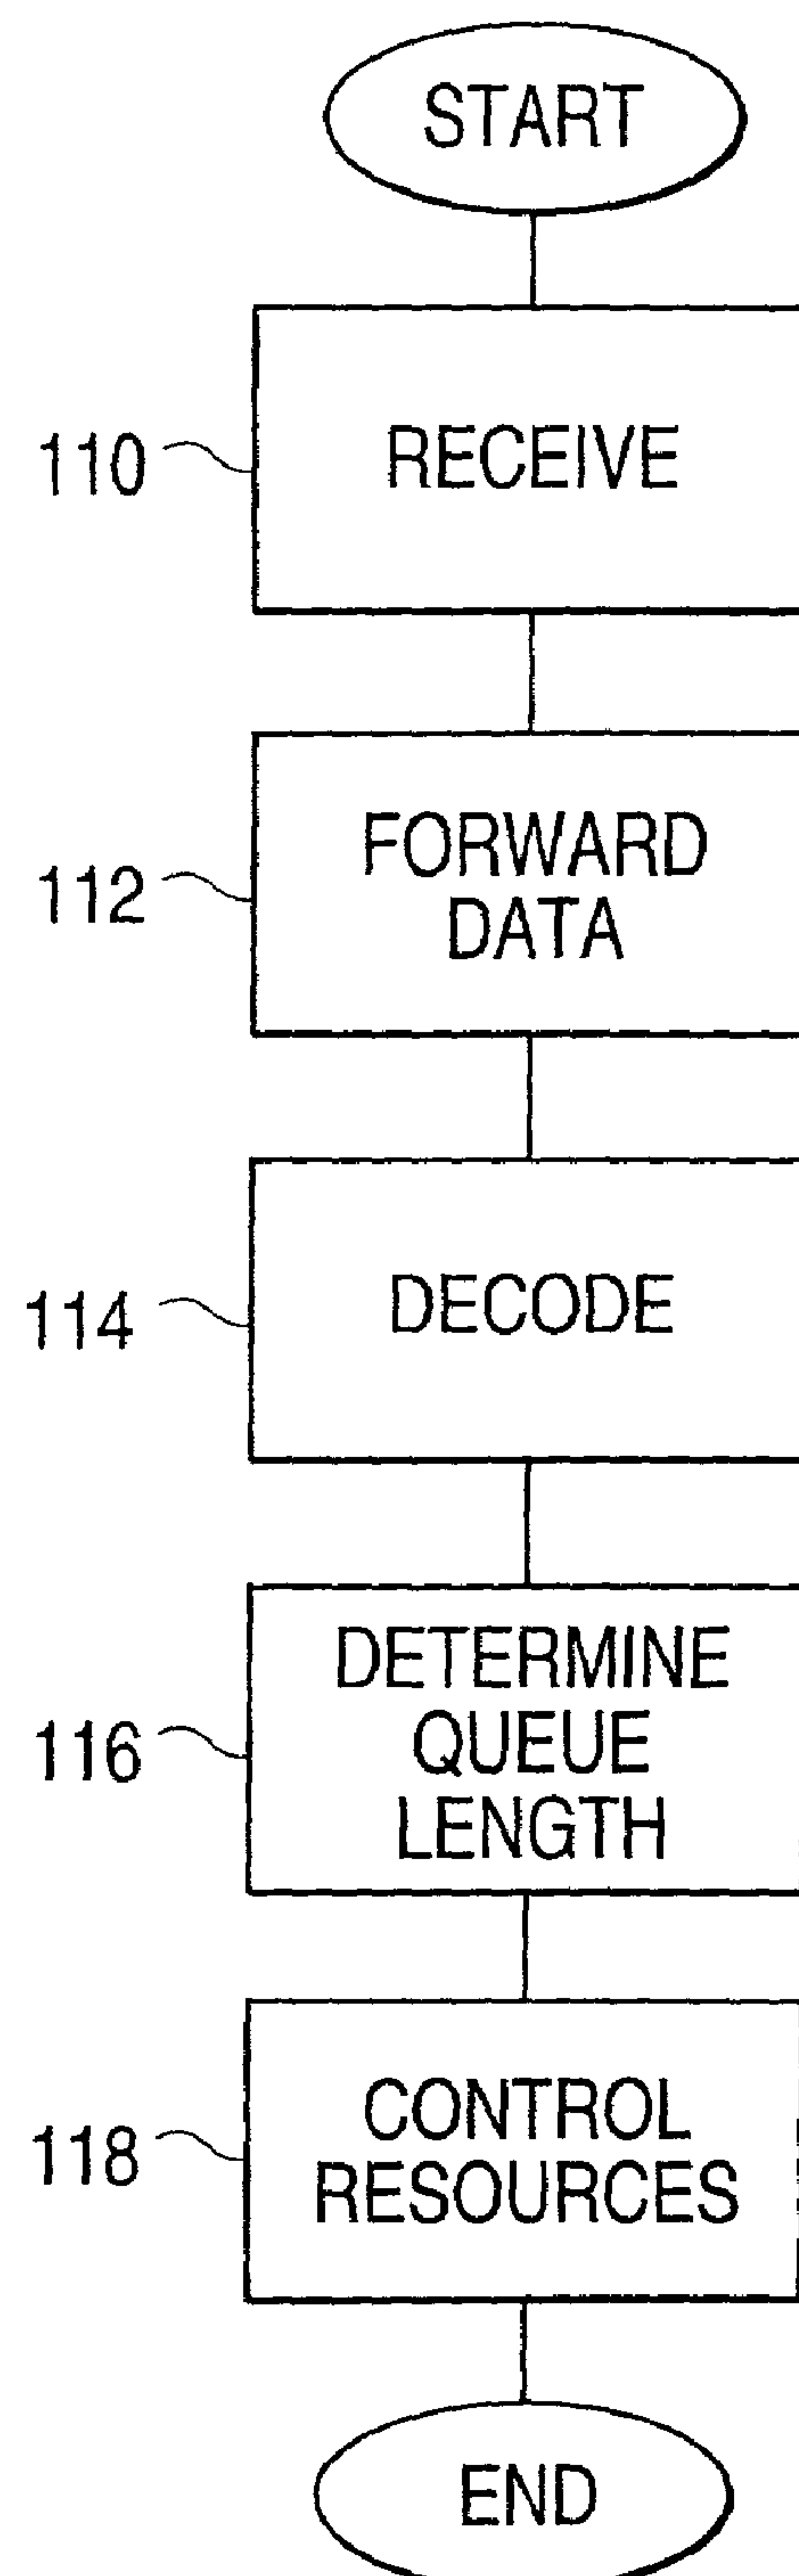 START
110
RECEIVE
112
FORWARD
DATA
114
DECODE
116
DETERMINE
QUEUE
LENGTH
118
CONTROL
RESOURCES
END